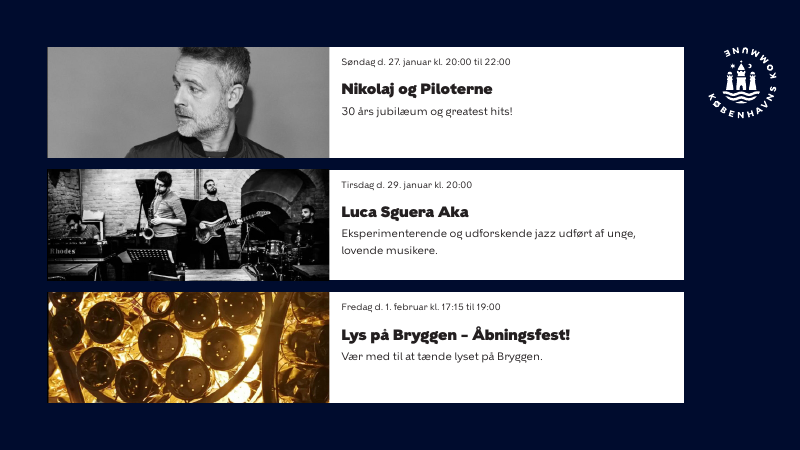 Søndag d. 27. januar kl. 20:00 til 22:00
Nikolaj og Piloterne
30 års jubilæum og greatest hits!
KØBENHAVNS KOMMUNE
Tirsdag d. 29. januar kl. 20:00
Luca Sguera Aka
Eksperimenterende og udforskende jazz udført af unge,
lovende musikere.
Rhodes
Fredag d. 1. februar kl. 17:15 til 19:00
Lys på Bryggen – Åbningsfest!
Vær med til at tænde lyset på Bryggen.